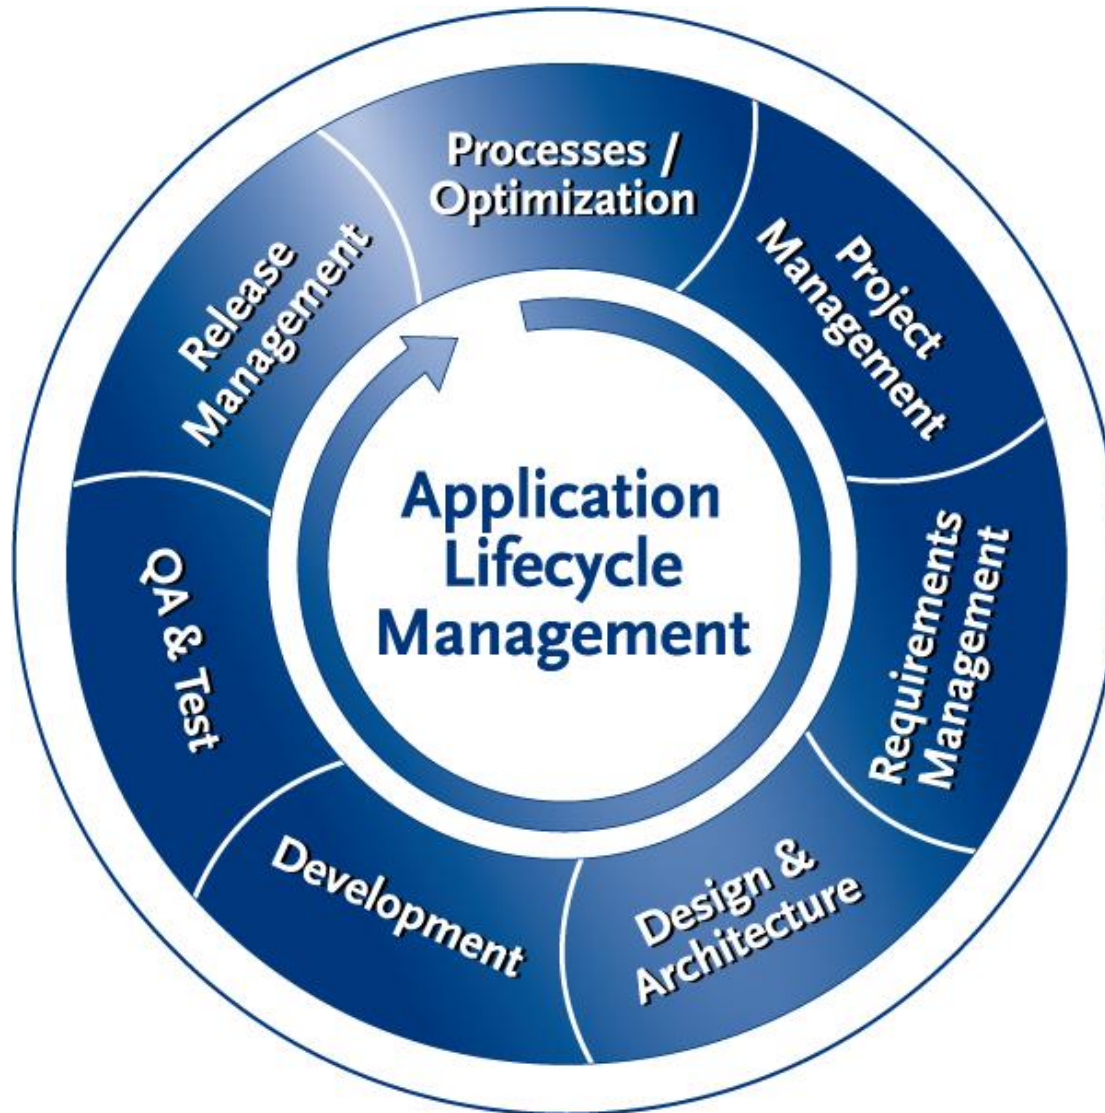 Processes /
Optimization
Project
Management
Requirements
Management
Design &
Architecture
Development
QA & Test
Release
Management
Application
Lifecycle
Management